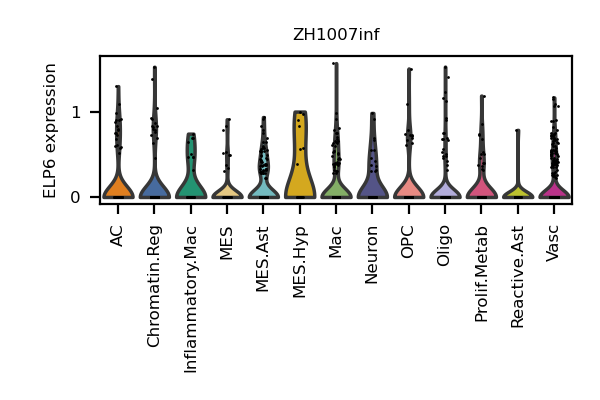 ZH1007inf
ELP6 expression
1
0
AC
Chromatin.Reg
Inflammatory.Mac
MES
MES.Ast
MES.Hyp
Mac
Neuron
OPC
Oligo
Prolif.Metab
Reactive.Ast
Vasc